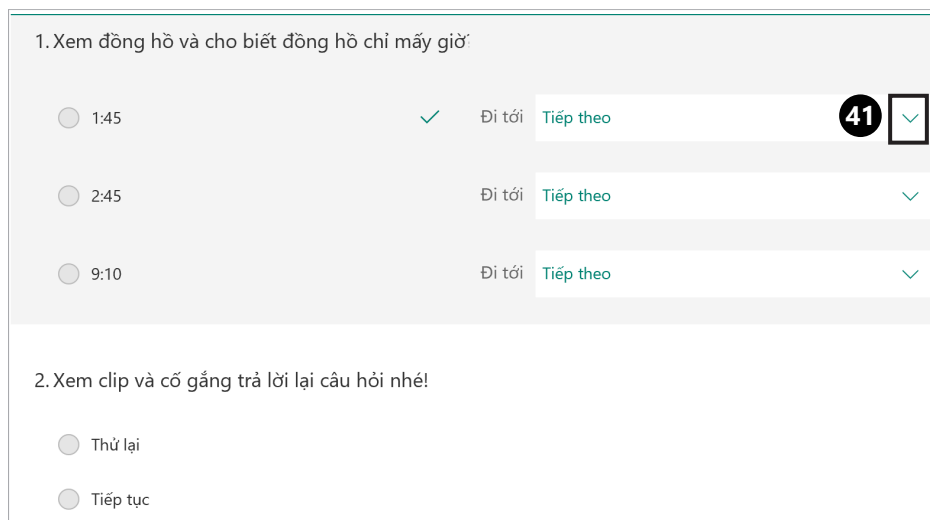 1. Xem đồng hồ và cho biết đồng hồ chỉ mấy giờ?
1:45 Đi tới Tiếp theo 41
2:45 Đi tới Tiếp theo
9:10 Đi tới Tiếp theo
2. Xem clip và cố gắng trả lời lại câu hỏi nhé!
Thử lại
Tiếp tục